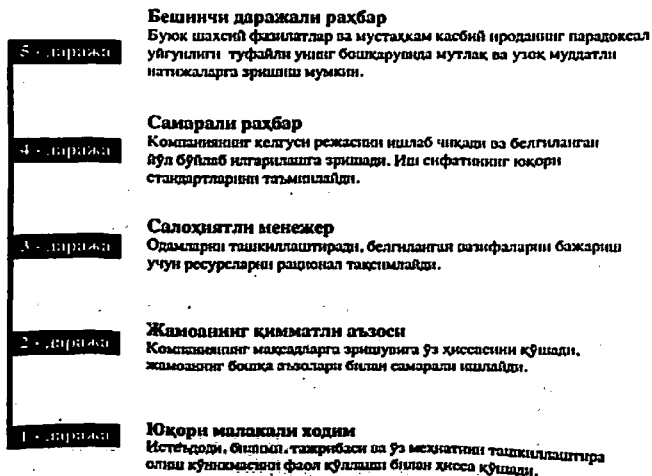 Бешинчи даражали раҳбар
5 - даража
Буюк шахсий фазилатлар ва мустаҳкам касбий ироданинг парадоксал
уйғунлиги туфайли унинг бошқарувида мутлақ ва узоқ муддатли
натижаларга эришиш мумкин.
Самарали раҳбар
4 - даража
Компаниянинг келгуси режасини ишлаб чиқади ва белгиланган
йўл бўйлаб илгарилашга эришади. Иш сифатининг юқори
стандартларини таъминлайди.
Салоҳиятли менежер
3 - даража
Одамларни ташкиллаштиради, белгиланган вазифаларни бажариш
учун ресурсларни рационал тақсимлайди.
Жамоанинг қимматли аъзоси
2 - даража
Компаниянинг мақсадларга эришувига ўз ҳиссасини қўшади,
жамоанинг бошқа аъзолари билан самарали ишлайди.
Юқори малакали ходим
1 - даража
Истеъдоди, билими, тажрибаси ва ўз меҳнатини ташкиллаштира
олиш кўникмасини фаол қўллаши билан ҳисса қўшади.